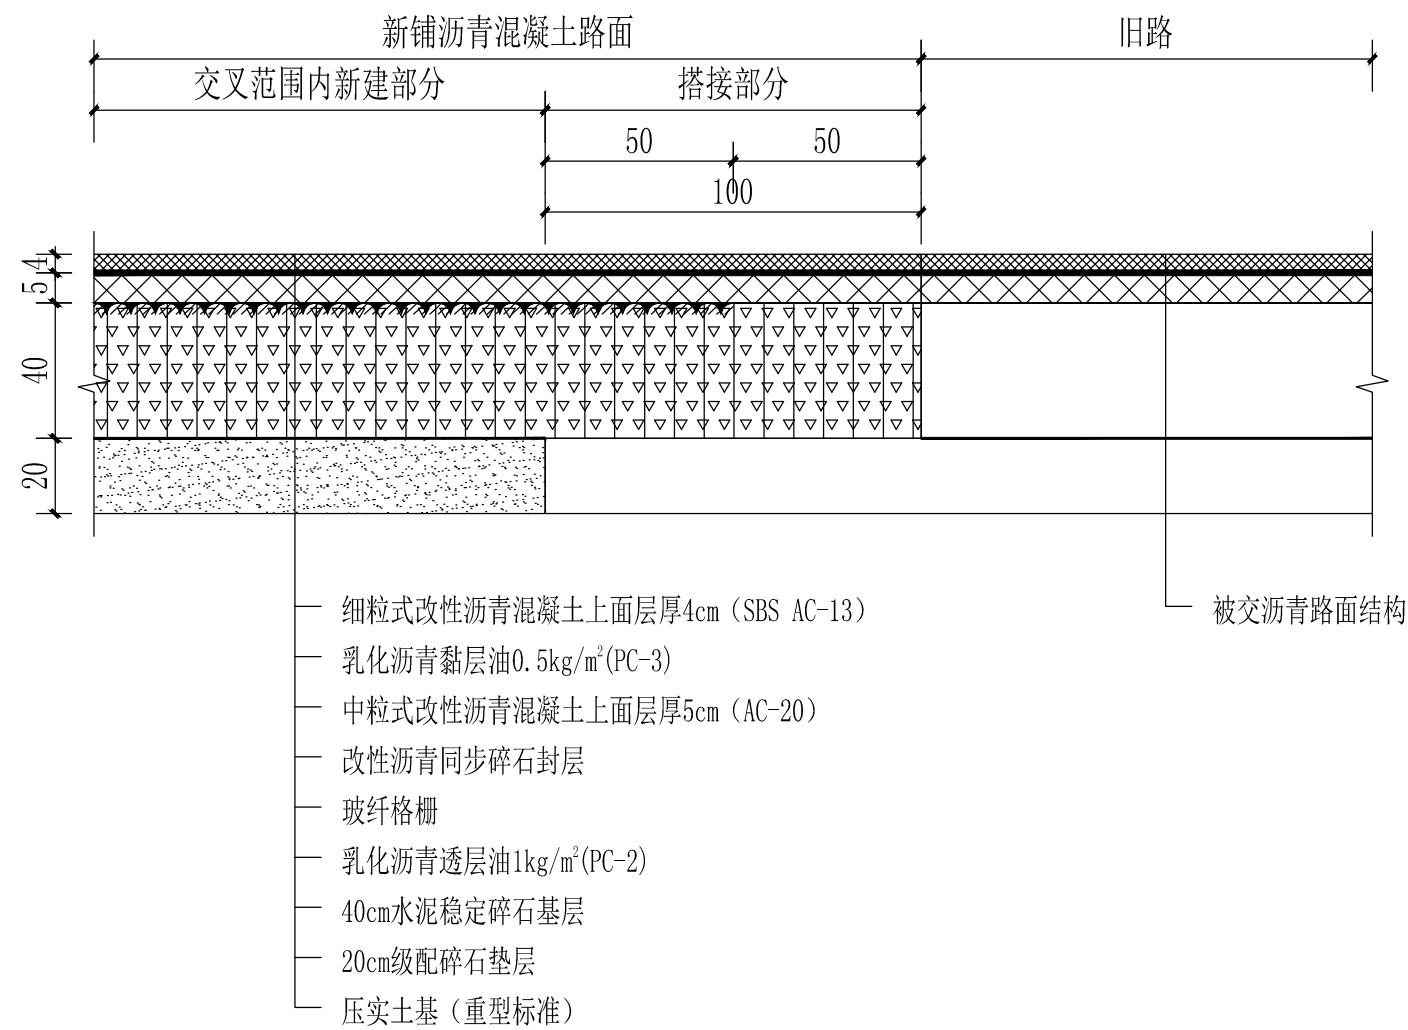 新铺沥青混凝土路面
旧路
交叉范围内新建部分
搭接部分
50
50
100
4
5
40
20
细粒式改性沥青混凝土上面层厚4cm（SBS AC-13）
被交沥青路面结构
乳化沥青黏层油0.5kg/m²(PC-3)
中粒式改性沥青混凝土上面层厚5cm（AC-20）
改性沥青同步碎石封层
玻纤格栅
乳化沥青透层油1kg/m²(PC-2)
40cm水泥稳定碎石基层
20cm级配碎石垫层
压实土基（重型标准）